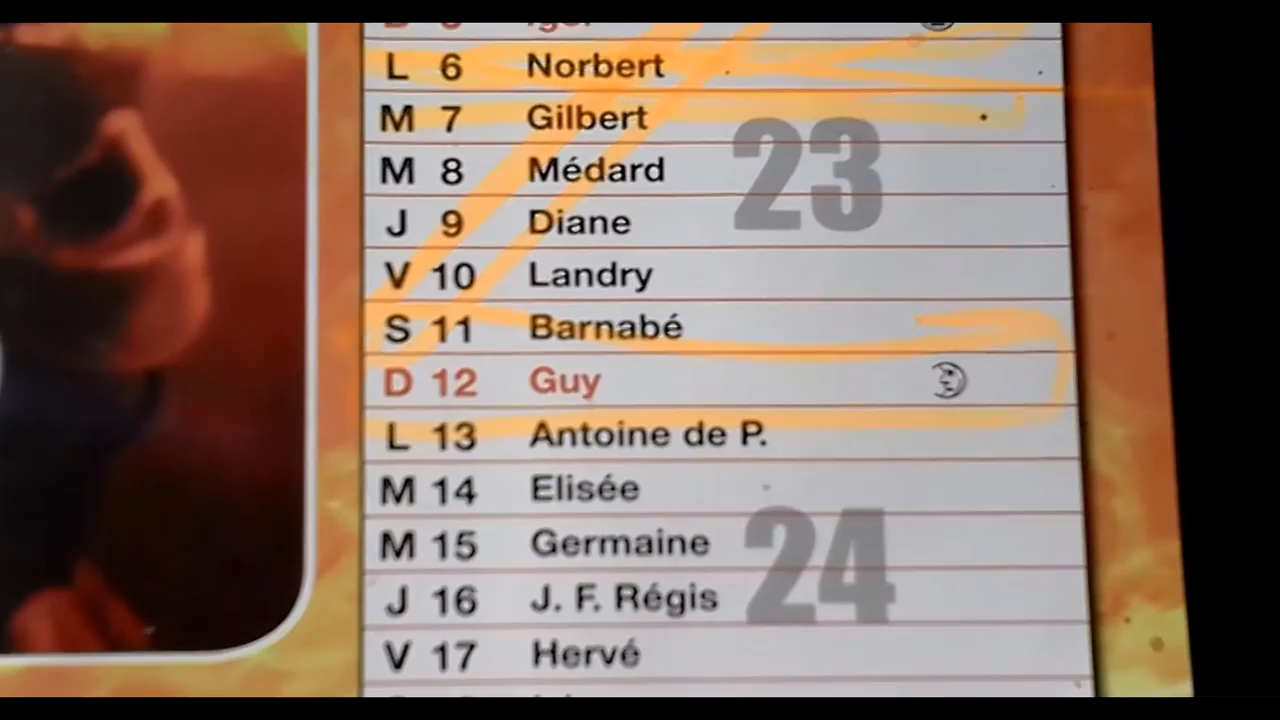 L 6 Norbert
M 7 Gilbert
M 8 Médard
23
J 9 Diane
V 10 Landry
S 11 Barnabé
D 12 Guy
L 13 Antoine de P.
M 14 Elisée
M 15 Germaine
24
J 16 J. F. Régis
V 17 Hervé